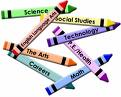 Science
Social Studies
English Language Arts
Technology
P.E. Health
The Arts
Careers
Math